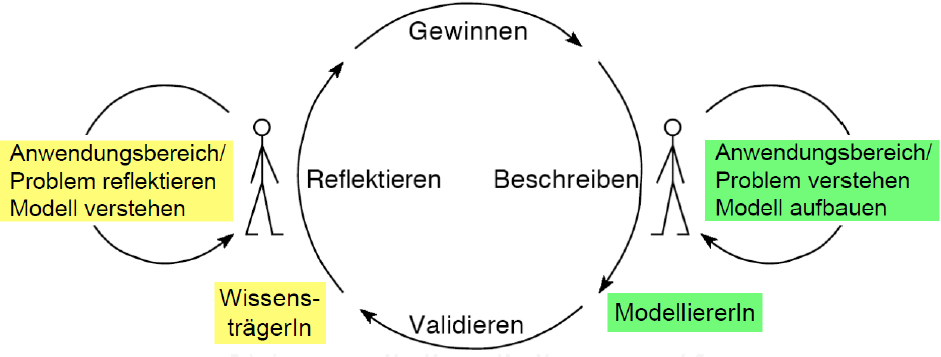 Gewinnen
Anwendungsbereich/
Problem reflektieren
Modell verstehen
Reflektieren
Beschreiben
Anwendungsbereich/
Problem verstehen
Modell aufbauen
Wissens-
trägerIn
Validieren
ModelliererIn